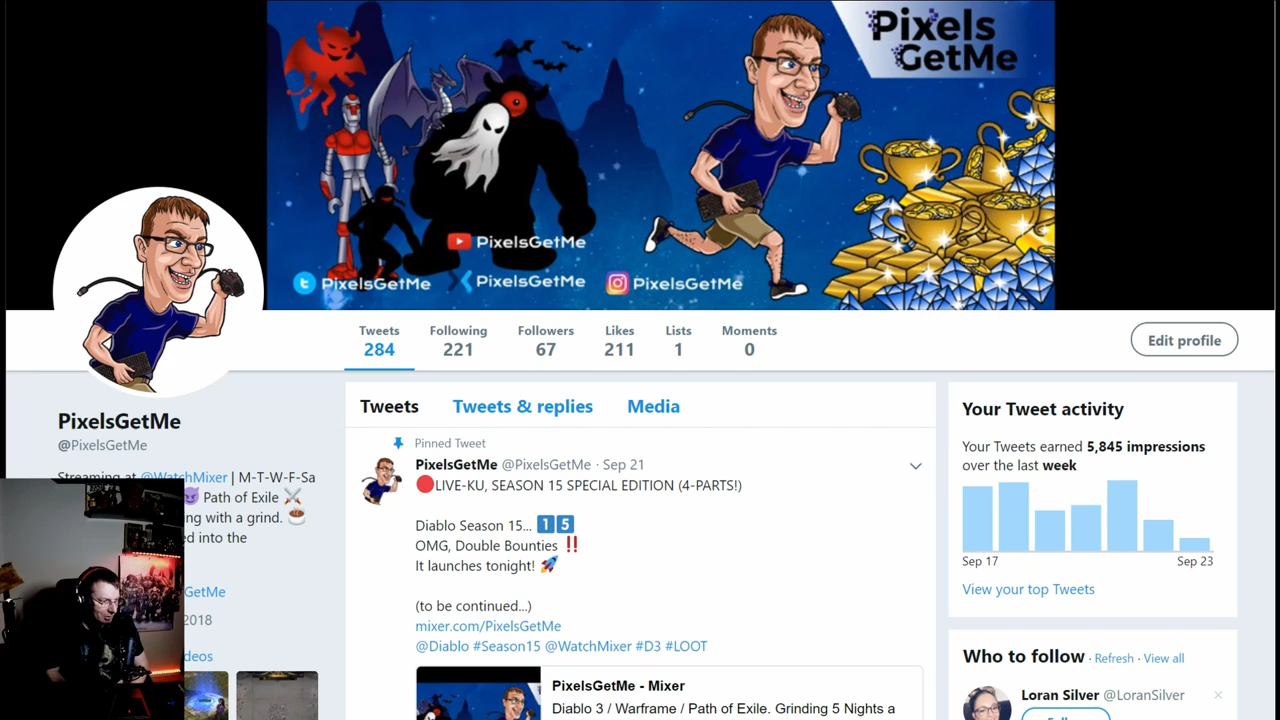 Pixels
GetMe
PixelsGetMe
PixelsGetMe
PixelsGetMe
PixelsGetMe
Tweets
284
Following
221
Followers
67
Likes
211
Lists
1
Moments
0
Edit profile
PixelsGetMe
@PixelsGetMe
Streaming at @WatchMixer | M-T-W-F-Sa
😈 Path of Exile ⚔️
ng with a grind. ☕
d into the
GetMe
2018
deos
Tweets
Tweets & replies
Media
Pinned Tweet
PixelsGetMe @PixelsGetMe · Sep 21
🔴LIVE-KU, SEASON 15 SPECIAL EDITION (4-PARTS!)
Diablo Season 15... 1️⃣5️⃣
OMG, Double Bounties ‼️
It launches tonight! 🚀
(to be continued...)
mixer.com/PixelsGetMe
@Diablo #Season15 @WatchMixer #D3 #LOOT
PixelsGetMe - Mixer
Diablo 3 / Warframe / Path of Exile. Grinding 5 Nights a
Your Tweet activity
Your Tweets earned 5,845 impressions
over the last week
Sep 17
Sep 23
View your top Tweets
Who to follow · Refresh · View all
Loran Silver @LoranSilver